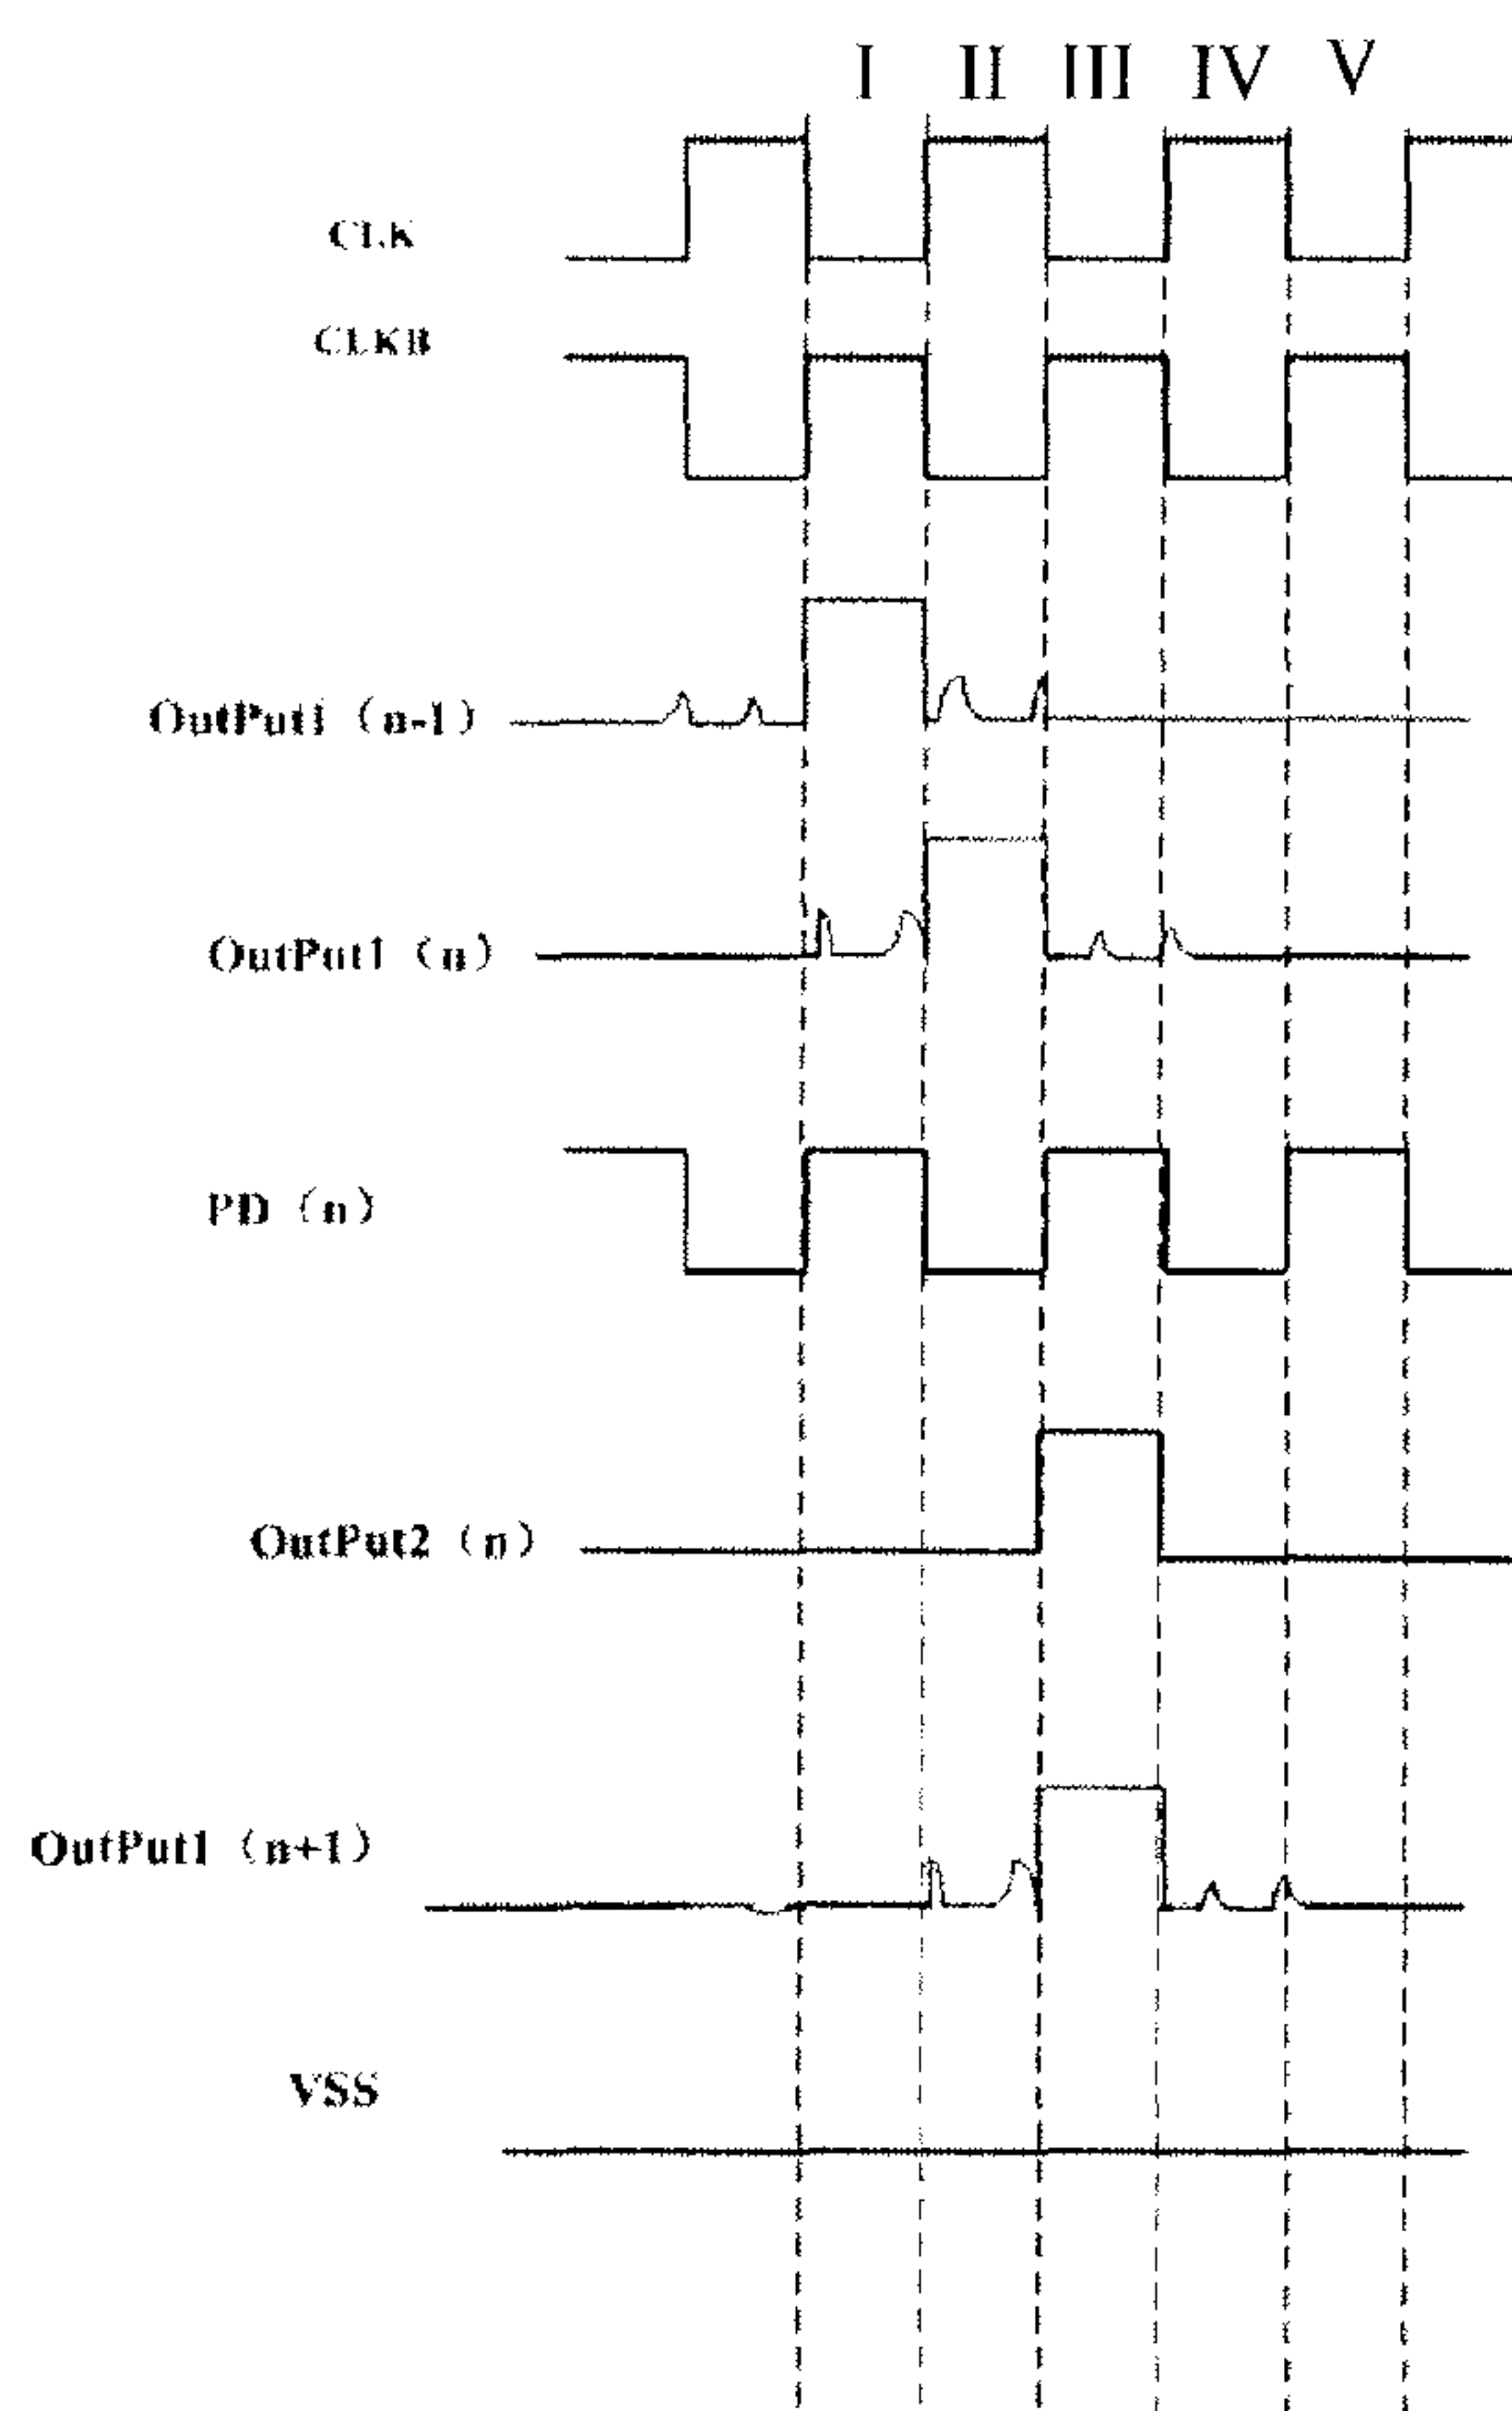 I II III IV V
CLK
CLKB
OutPut1（n-1）
OutPut1（n）
PD（n）
OutPut2（n）
OutPut1（n+1）
VSS